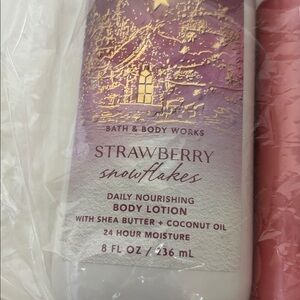 BATH & BODY WORKS
STRAWBERRY
snowflakes
DAILY NOURISHING
BODY LOTION
WITH SHEA BUTTER + COCONUT OIL
24 HOUR MOISTURE
8 FL OZ / 236 mL